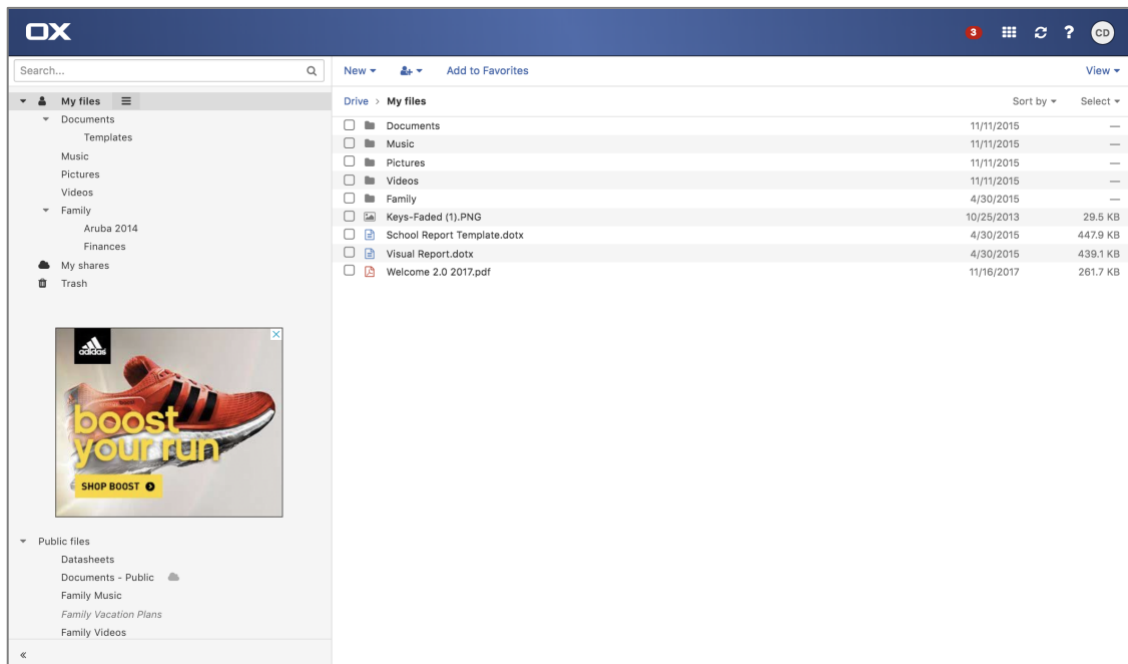 OX
3
?
CD
Search...
New
Add to Favorites
View
My files
Documents
Templates
Music
Pictures
Videos
Family
Aruba 2014
Finances
My shares
Trash
adidas
boost
your run
SHOP BOOST
Public files
Datasheets
Documents - Public
Family Music
Family Vacation Plans
Family Videos
«
Drive > My files Sort by Select
Documents 11/11/2015 —
Music 11/11/2015 —
Pictures 11/11/2015 —
Videos 11/11/2015 —
Family 4/30/2015 —
Keys-Faded (1).PNG 10/25/2013 29.5 KB
School Report Template.dotx 4/30/2015 447.9 KB
Visual Report.dotx 4/30/2015 439.1 KB
Welcome 2.0 2017.pdf 11/16/2017 261.7 KB